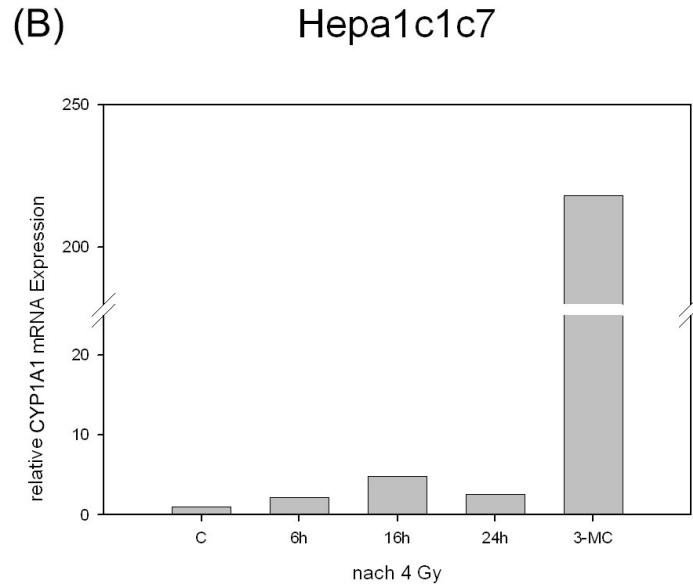 (B)
Hepa1c1c7
relative CYP1A1 mRNA Expression
250
200
20
10
0
C 6h 16h 24h 3-MC
nach 4 Gy